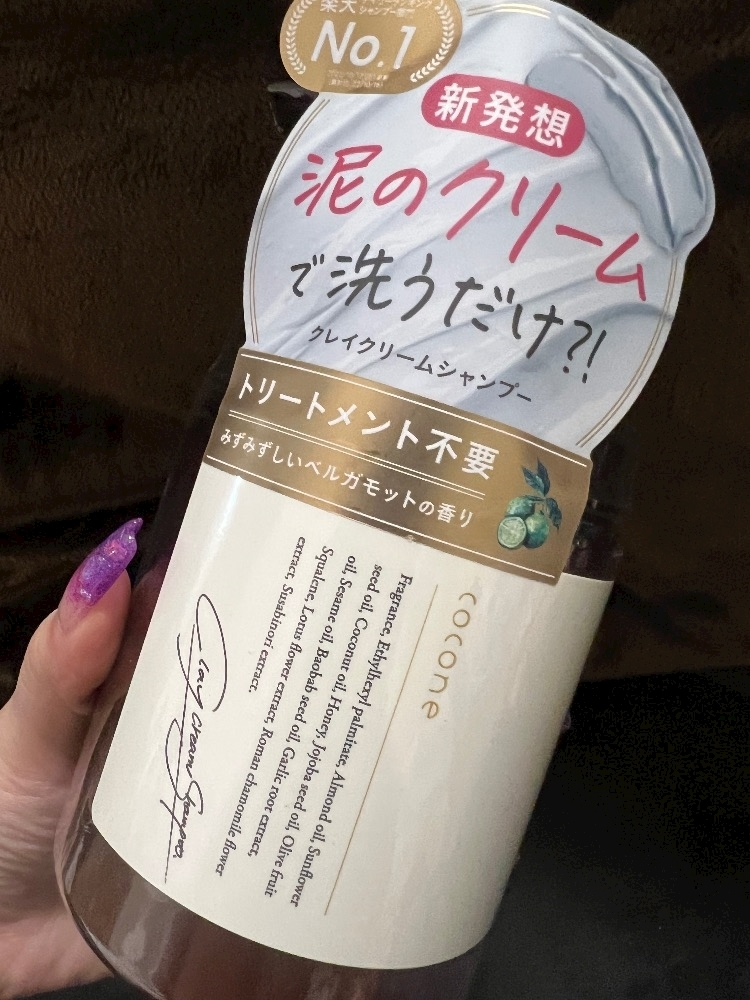 楽天
No.1
新発想
泥のクリーム
で洗うだけ?!
クレイクリームシャンプー
トリートメント不要
みずみずしいベルガモットの香り
cocone
Fragrance, Ethylhexyl palmitate, Almond oil, Sunflower
seed oil, Coconut oil, Honey, Jojoba seed oil, Olive fruit
oil, Sesame oil, Baobab seed oil, Garlic root extract,
Squalene, Lotus flower extract, Roman chamomile flower
extract, Susabinori extract.
Clay cream Shampoo.